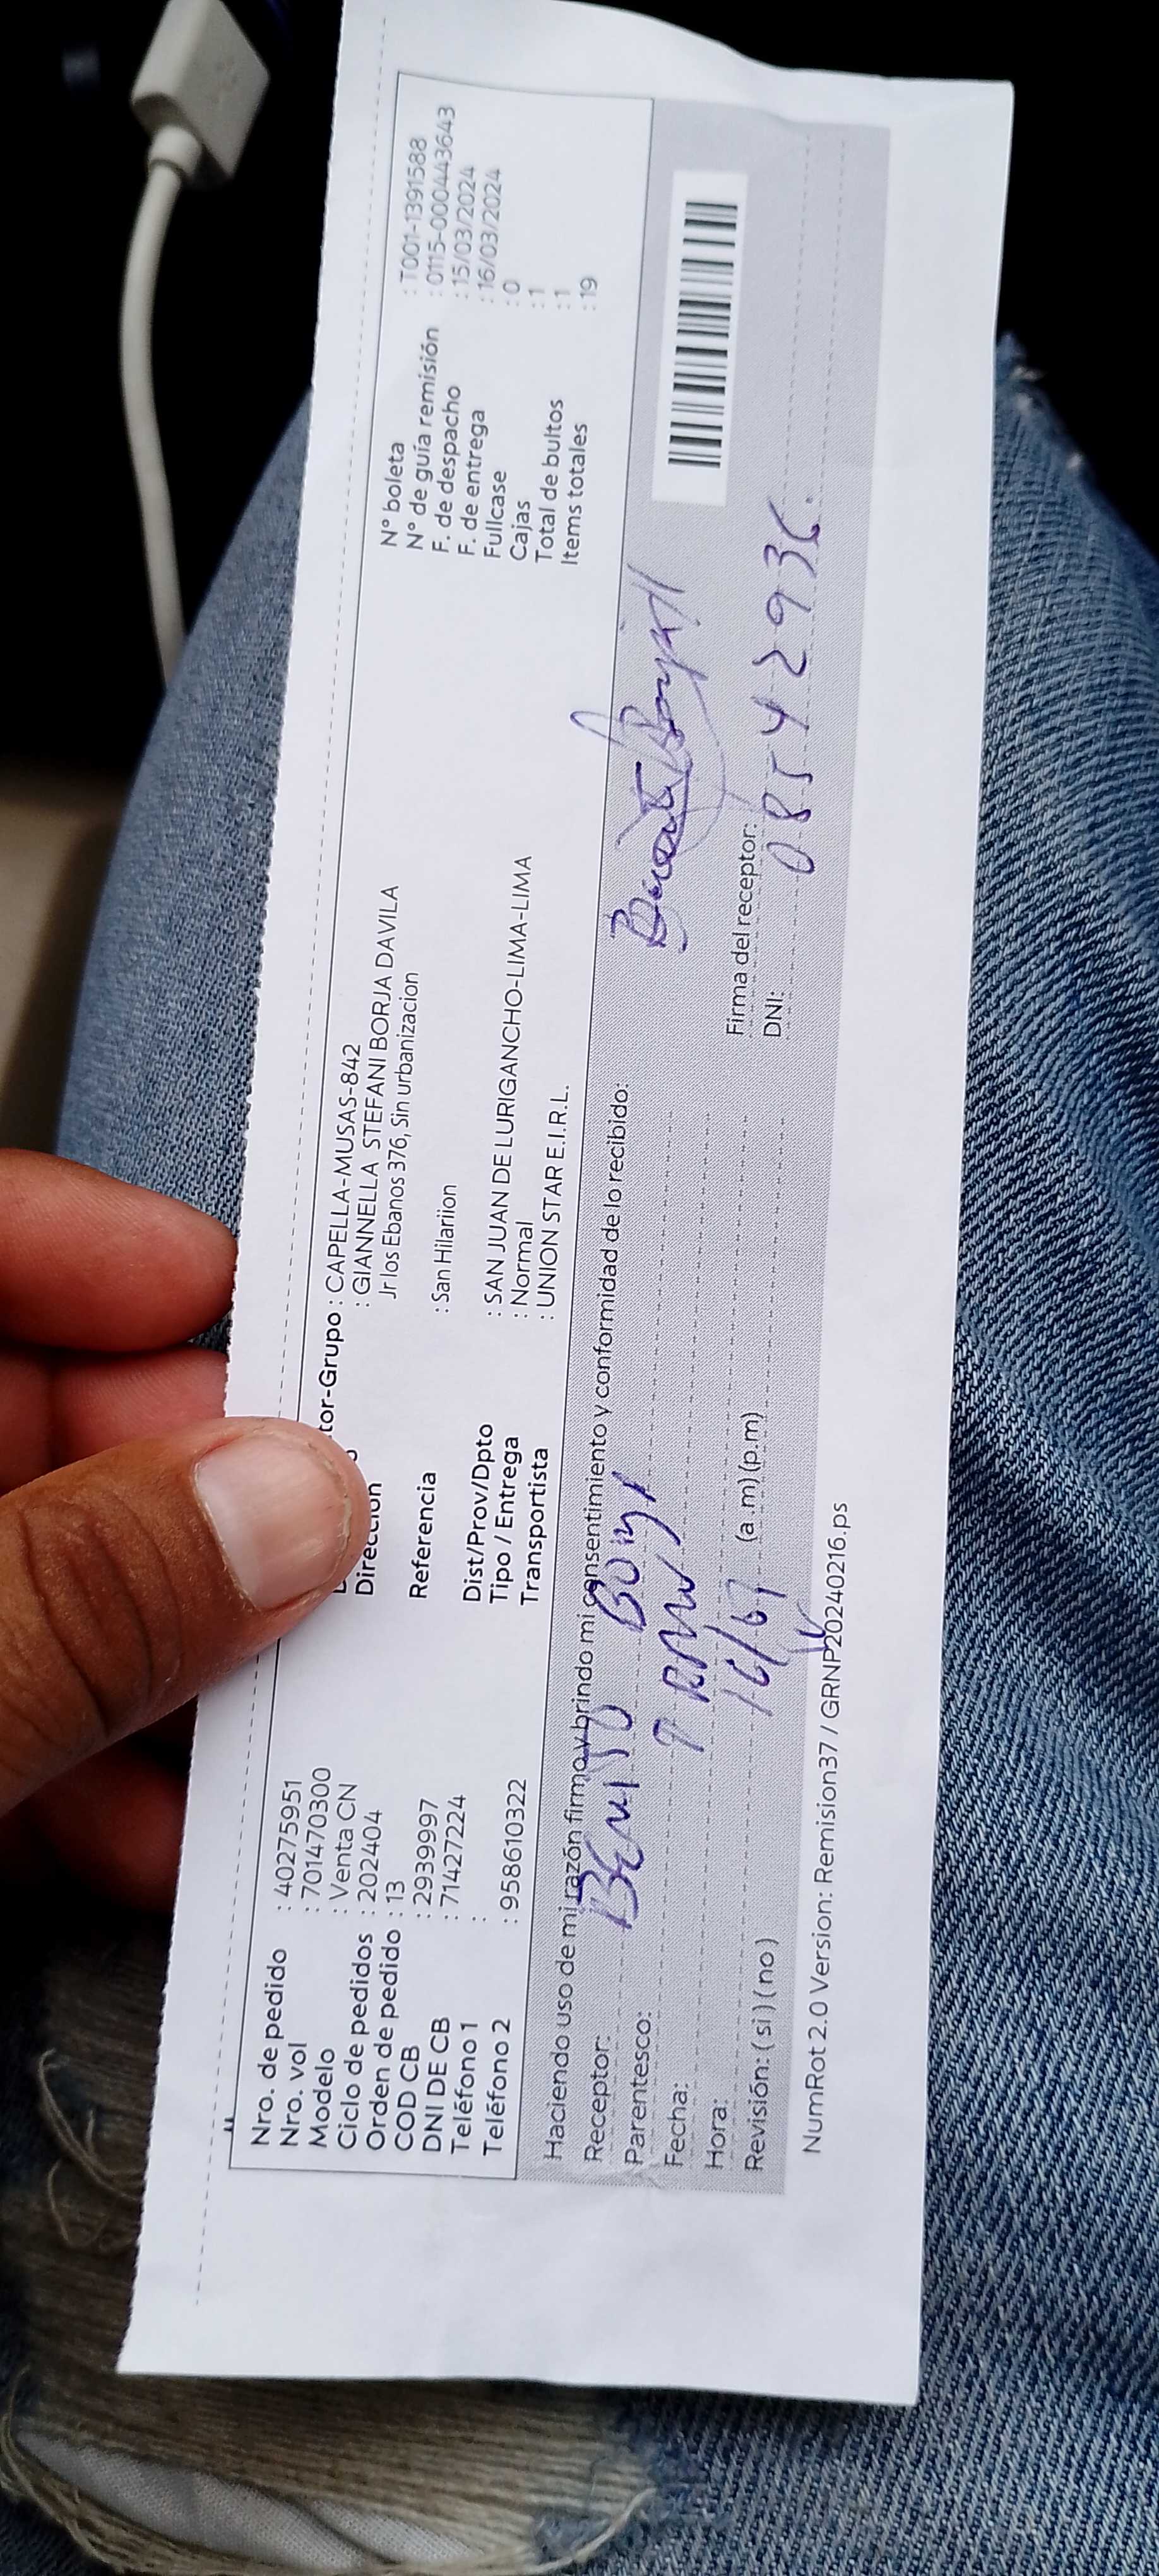 Nro. de pedido : 40275951
Nro. vol : 701470300
Modelo : Venta CN
Ciclo de pedidos : 202404
Orden de pedido : 13
COD CB : 29399997
DNI DE CB : 71427224
Teléfono 1 :
Teléfono 2 : 958610322
tor-Grupo : CAPELLA-MUSAS-842
: GIANNELLA STEFANI BORJA DAVILA
Dirección Jr los Ebanos 376, Sin urbanizacion
Referencia : San Hilariion
Dist/Prov/Dpto : SAN JUAN DE LURIGANCHO-LIMA-LIMA
Tipo / Entrega : Normal
Transportista : UNION STAR E.I.R.L.
N° boleta : T001-1391588
N° de guía remisión : 0115-0004443643
F. de despacho : 15/03/2024
F. de entrega : 16/03/2024
Fullcase : 0
Cajas : 1
Total de bultos : 1
Items totales : 19
Haciendo uso de mi razón firmo y brindo mi consentimiento y conformidad de lo recibido:
Receptor: BENITO
Parentesco:
Fecha:
Hora: (a.m) (p.m)
Revisión: (si) (no)
Firma del receptor:
DNI: 08542936
NumRot 2.0 Version: Remision37 / GRNP20240216.ps